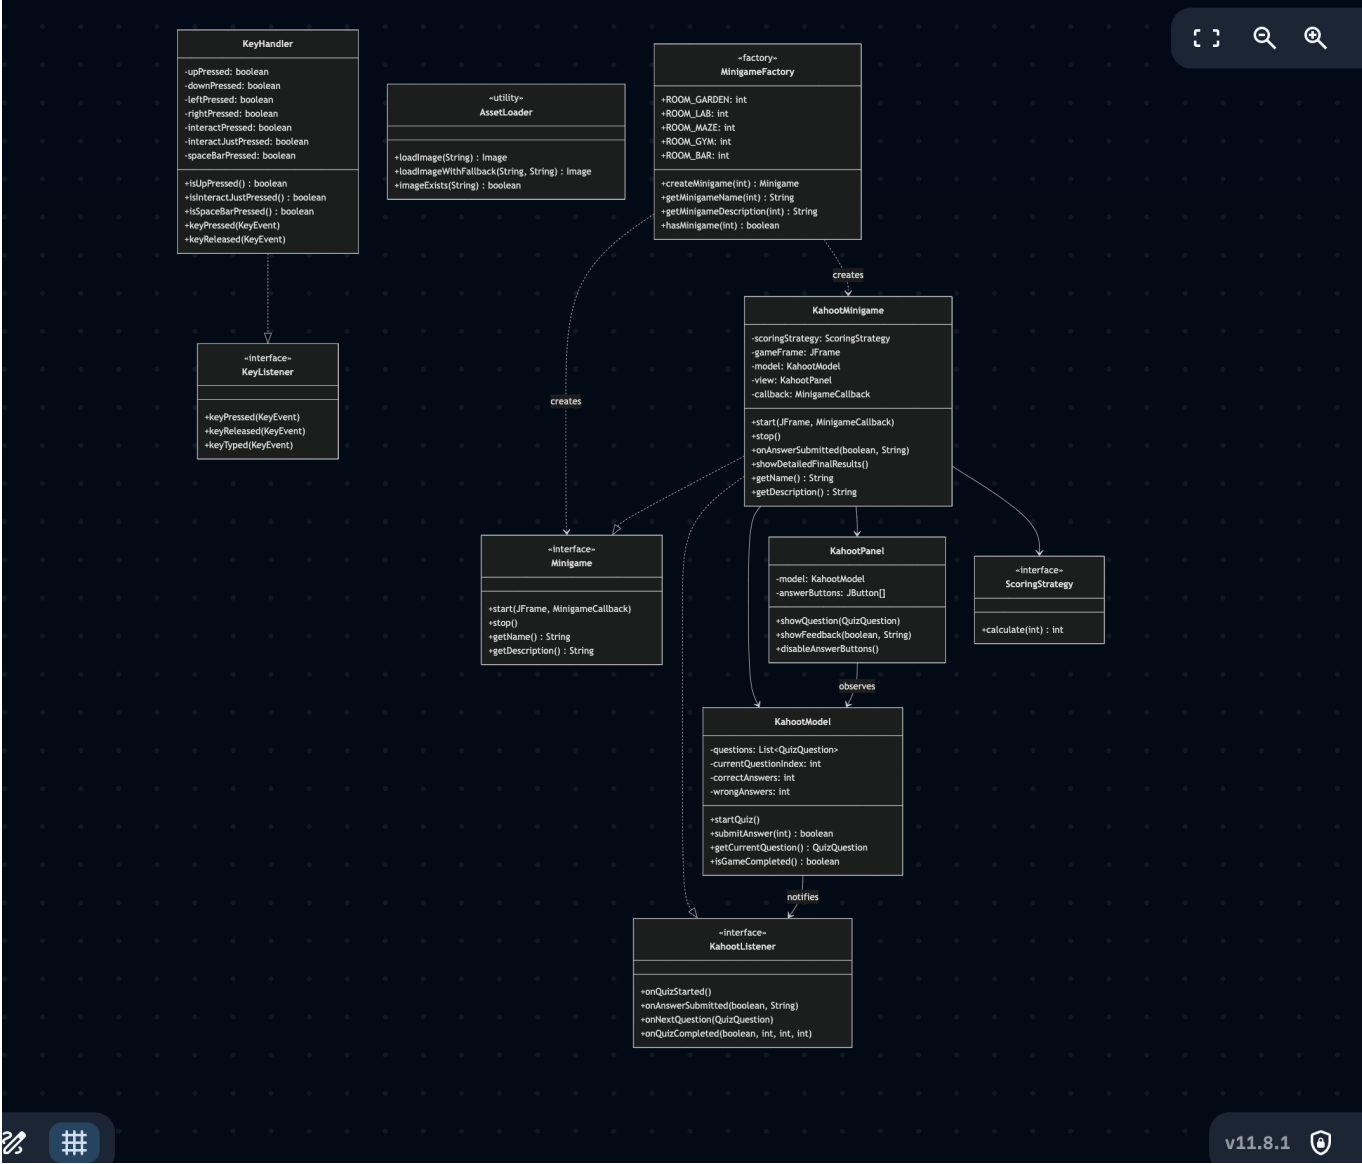 KeyHandler
-upPressed: boolean
-downPressed: boolean
-leftPressed: boolean
-rightPressed: boolean
-interactPressed: boolean
-interactJustPressed: boolean
-spaceBarPressed: boolean
+isUpPressed() : boolean
+isInteractJustPressed() : boolean
+isSpaceBarPressed() : boolean
+keyPressed(KeyEvent)
+keyReleased(KeyEvent)
«utility»
AssetLoader
+loadImage(String) : Image
+loadImageWithFallback(String, String) : Image
+imageExists(String) : boolean
«factory»
MinigameFactory
+ROOM_GARDEN: int
+ROOM_LAB: int
+ROOM_MAZE: int
+ROOM_GYM: int
+ROOM_BAR: int
+createMinigame(int) : Minigame
+getMinigameName(int) : String
+getMinigameDescription(int) : String
+hasMinigame(int) : boolean
creates
«interface»
KeyListener
+keyPressed(KeyEvent)
+keyReleased(KeyEvent)
+keyTyped(KeyEvent)
creates
KahootMinigame
-scoringStrategy: ScoringStrategy
-gameFrame: JFrame
-model: KahootModel
-view: KahootPanel
-callback: MinigameCallback
+start(JFrame, MinigameCallback)
+stop()
+onAnswerSubmitted(boolean, String)
+showDetailedFinalResults()
+getName() : String
+getDescription() : String
«interface»
Minigame
+start(JFrame, MinigameCallback)
+stop()
+getName() : String
+getDescription() : String
KahootPanel
-model: KahootModel
-answerButtons: JButton[]
+showQuestion(QuizQuestion)
+showFeedback(boolean, String)
+disableAnswerButtons()
«interface»
ScoringStrategy
+calculate(int) : int
observes
KahootModel
-questions: List<QuizQuestion>
-currentQuestionIndex: int
-correctAnswers: int
-wrongAnswers: int
+startQuiz()
+submitAnswer(int) : boolean
+getCurrentQuestion() : QuizQuestion
+isGameCompleted() : boolean
notifies
«interface»
KahootListener
+onQuizStarted()
+onAnswerSubmitted(boolean, String)
+onNextQuestion(QuizQuestion)
+onQuizCompleted(boolean, int, int, int)
v11.8.1